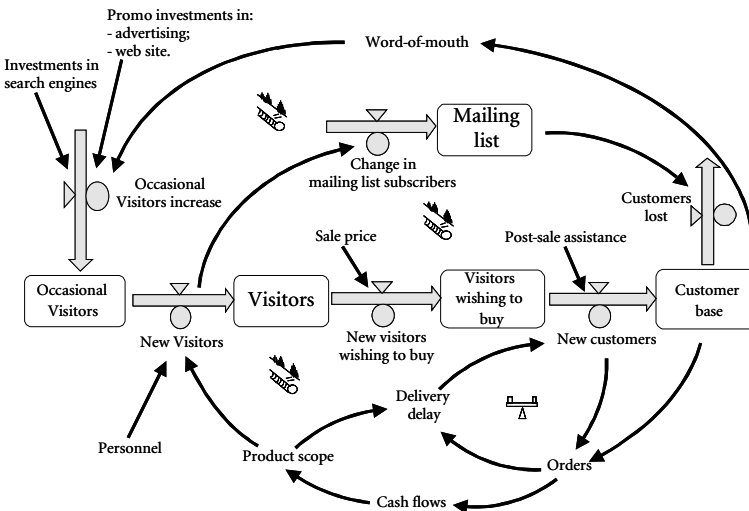 Promo investments in:
- advertising;
- web site.
Word-of-mouth
Investments in
search engines
Mailing
list
Change in
mailing list subscribers
Occasional
Visitors increase
Customers
lost
Sale price
Post-sale assistance
Occasional
Visitors
Visitors
Visitors
wishing to
buy
Customer
base
New Visitors
New visitors
wishing to buy
New customers
Delivery
delay
Personnel
Product scope
Orders
Cash flows